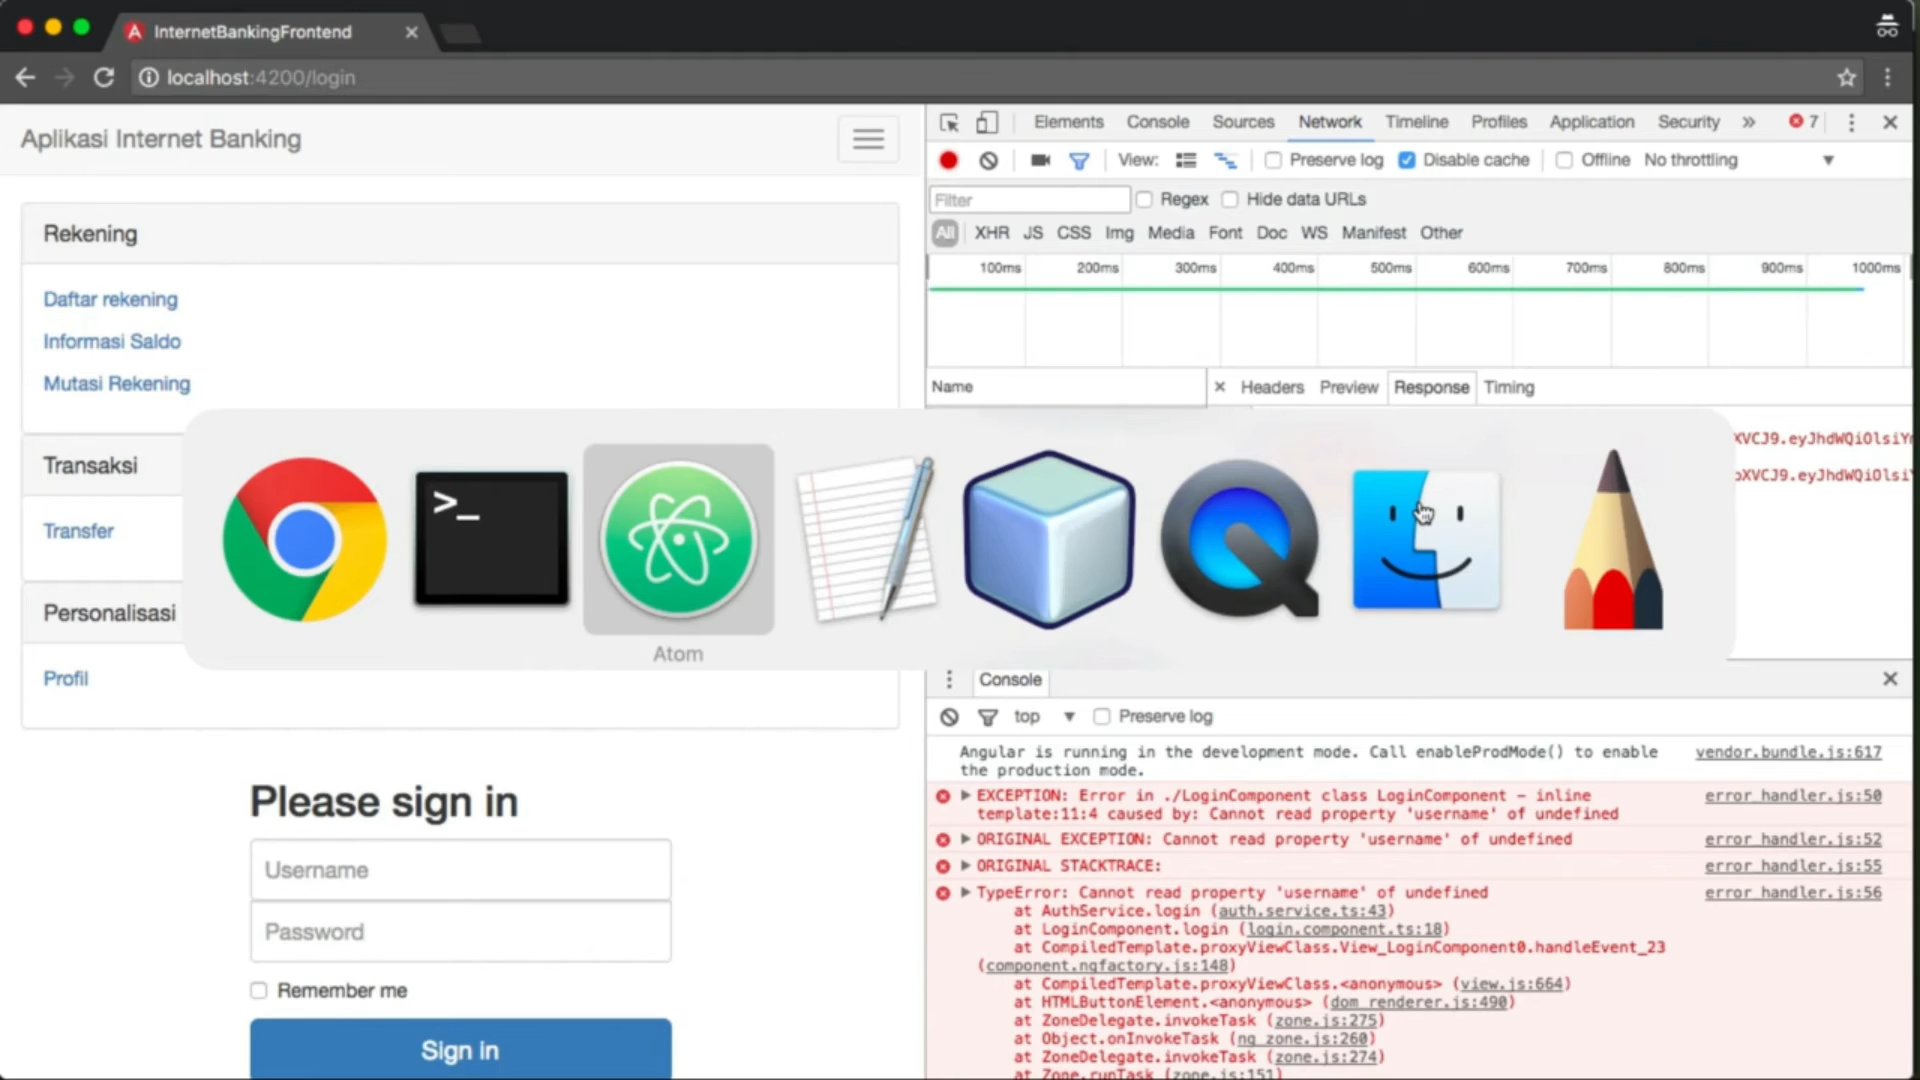 InternetBankingFrontend
localhost:4200/login
Aplikasi Internet Banking
Rekening
Daftar rekening
Informasi Saldo
Mutasi Rekening
Transaksi
Transfer
Personalisasi
Profil
Please sign in
Username
Password
Remember me
Sign in
>_
Atom
Elements Console Sources Network Timeline Profiles Application Security » 7
View: Preserve log Disable cache Offline No throttling
Filter Regex Hide data URLs
All XHR JS CSS Img Media Font Doc WS Manifest Other
100ms 200ms 300ms 400ms 500ms 600ms 700ms 800ms 900ms 1000ms
Name × Headers Preview Response Timing
XVCJ9.eyJhdWQiOlsiY
XVCJ9.eyJhdWQiOlsi
Console
top Preserve log
Angular is running in the development mode. Call enableProdMode() to enable vendor.bundle.js:617
the production mode.
EXCEPTION: Error in ./LoginComponent class LoginComponent - inline error_handler.js:50
template:11:4 caused by: Cannot read property 'username' of undefined
ORIGINAL EXCEPTION: Cannot read property 'username' of undefined error_handler.js:52
ORIGINAL STACKTRACE: error_handler.js:55
TypeError: Cannot read property 'username' of undefined error_handler.js:56
at AuthService.login (auth.service.ts:43)
at LoginComponent.login (login.component.ts:18)
at CompiledTemplate.proxyViewClass.View_LoginComponent0.handleEvent_23
(component.ngfactory.js:148)
at CompiledTemplate.proxyViewClass.<anonymous> (view.js:664)
at HTMLButtonElement.<anonymous> (dom_renderer.js:490)
at ZoneDelegate.invokeTask (zone.js:275)
at Object.onInvokeTask (ng_zone.js:260)
at ZoneDelegate.invokeTask (zone.js:274)
at Zone.runTask (zone.js:151)